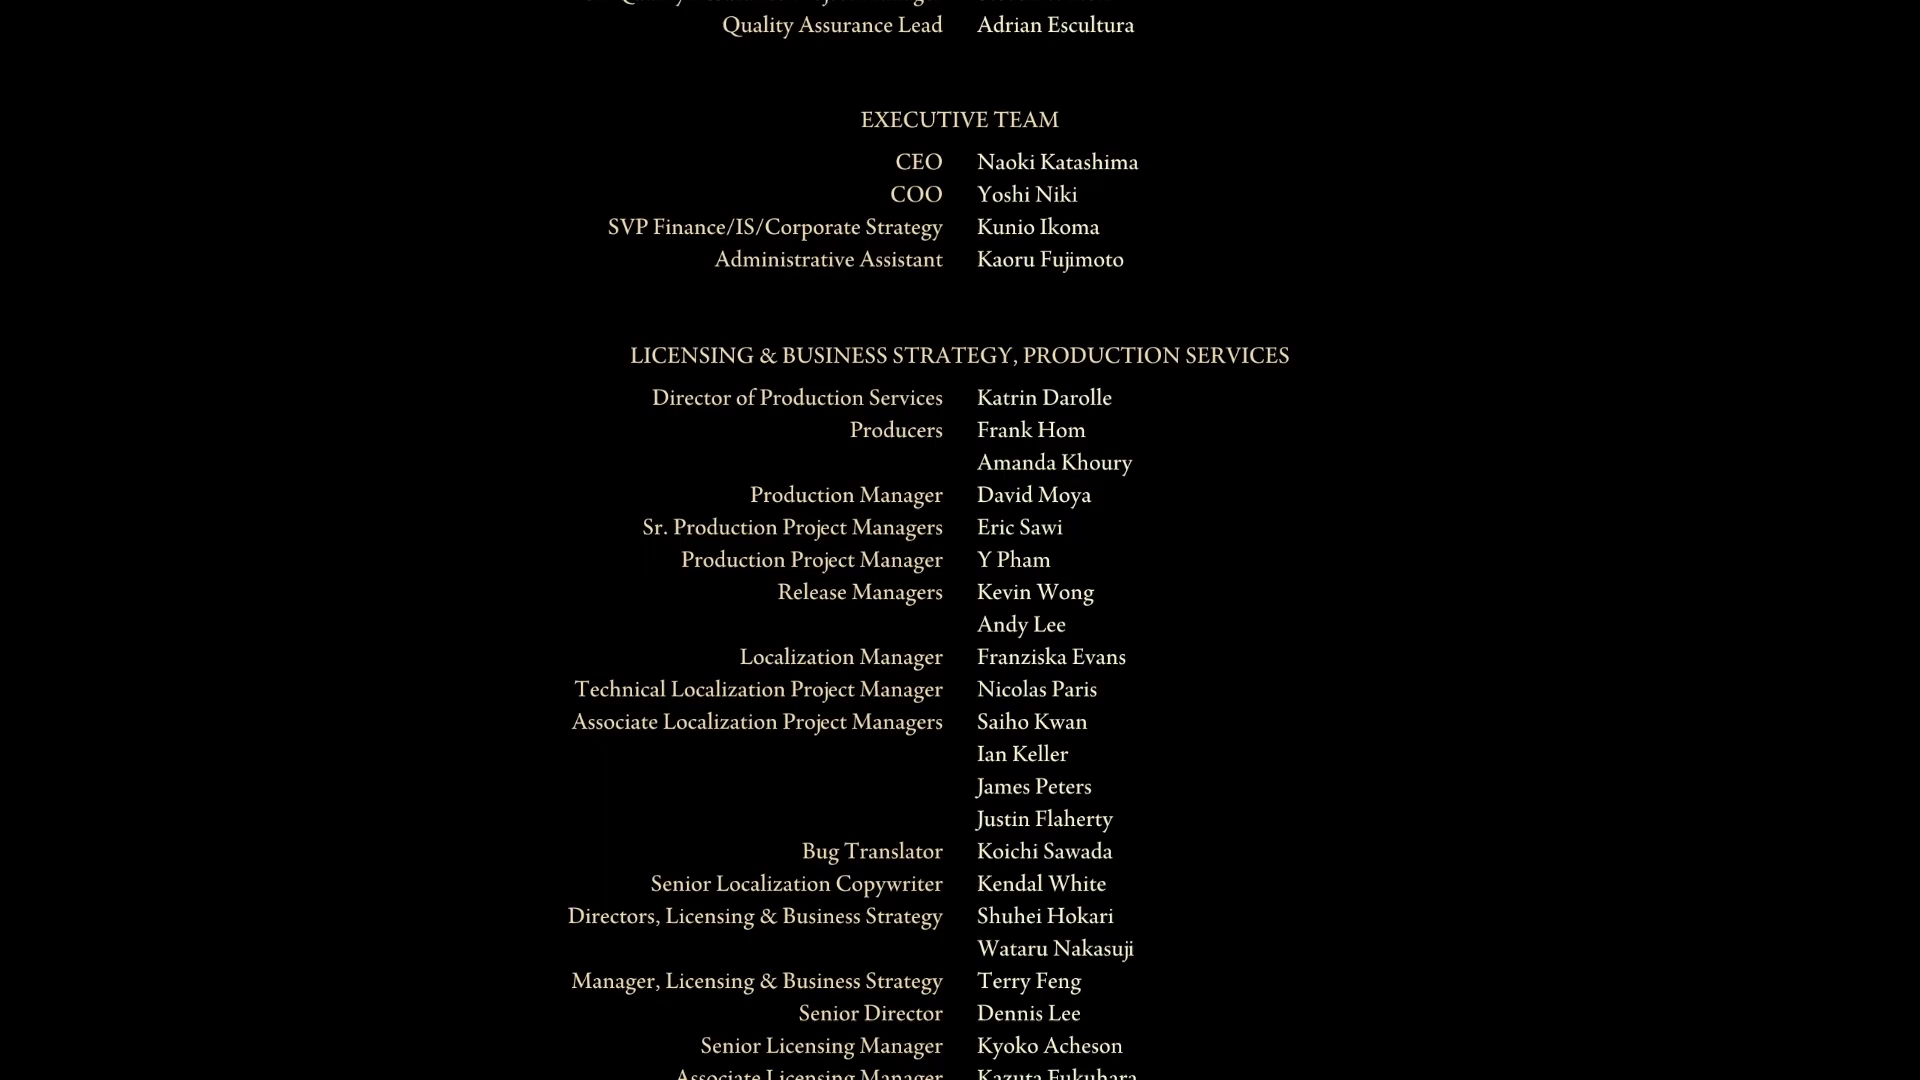 Quality Assurance Lead Adrian Escultura
EXECUTIVE TEAM
CEO Naoki Katashima
COO Yoshi Niki
SVP Finance/IS/Corporate Strategy Kunio Ikoma
Administrative Assistant Kaoru Fujimoto
LICENSING & BUSINESS STRATEGY, PRODUCTION SERVICES
Director of Production Services Katrin Darolle
Producers Frank Hom
Amanda Khoury
Production Manager David Moya
Sr. Production Project Managers Eric Sawi
Production Project Manager Y Pham
Release Managers Kevin Wong
Andy Lee
Localization Manager Franziska Evans
Technical Localization Project Manager Nicolas Paris
Associate Localization Project Managers Saiho Kwan
Ian Keller
James Peters
Justin Flaherty
Bug Translator Koichi Sawada
Senior Localization Copywriter Kendal White
Directors, Licensing & Business Strategy Shuhei Hokari
Wataru Nakasuji
Manager, Licensing & Business Strategy Terry Feng
Senior Director Dennis Lee
Senior Licensing Manager Kyoko Acheson
Associate Licensing Manager Kazuta Fukuhara